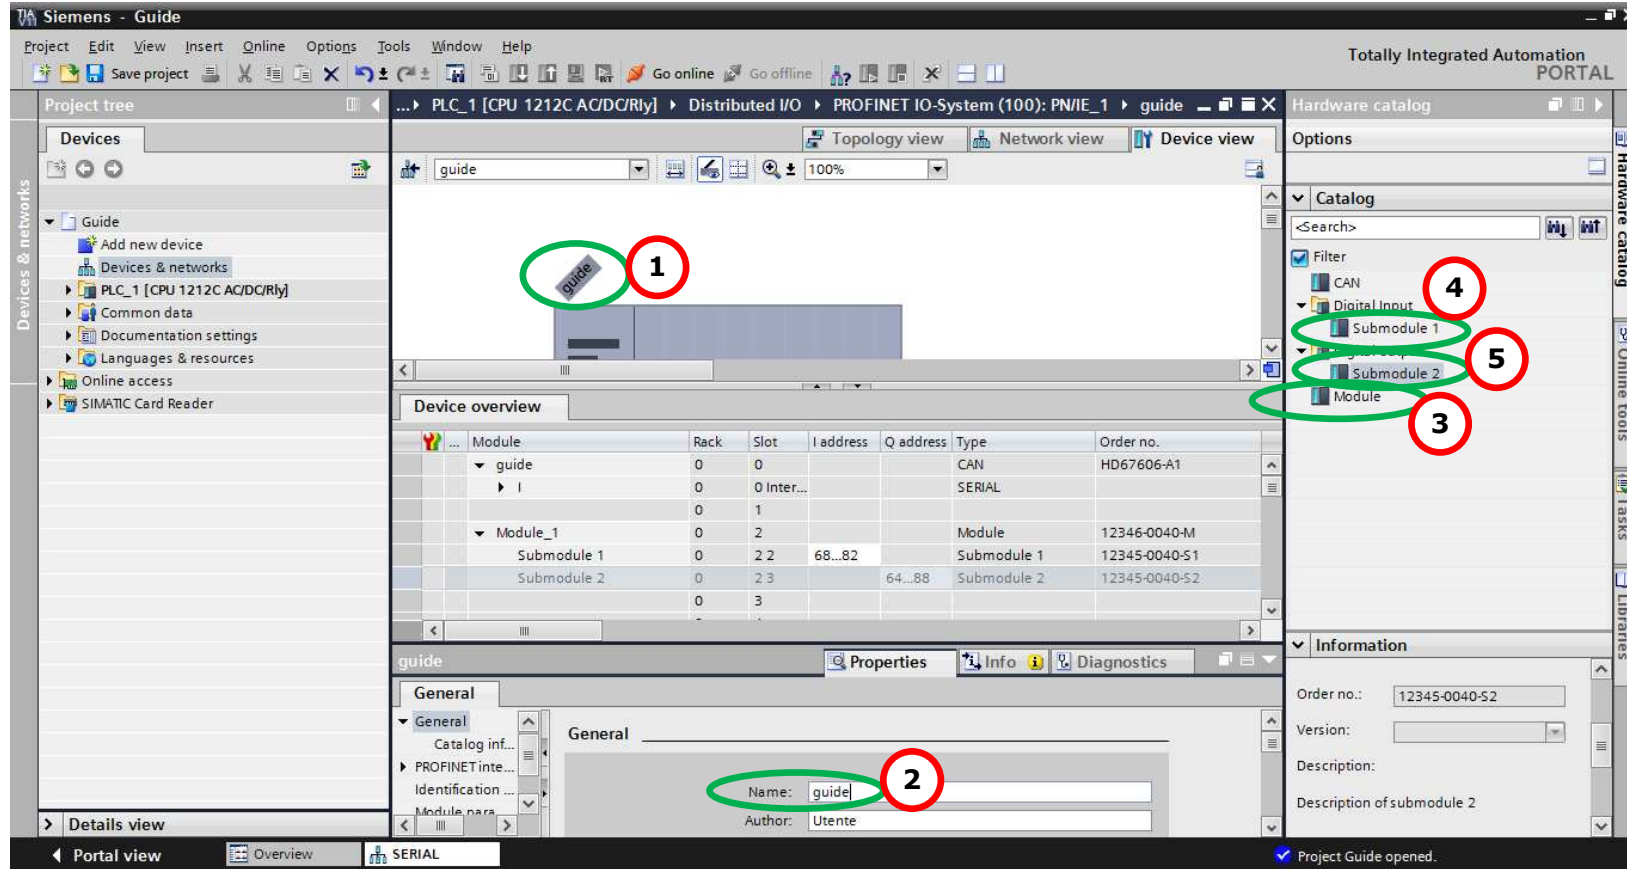 Siemens - Guide
Project Edit View Insert Online Options Tools Window Help
Totally Integrated Automation
PORTAL
Save project Go online Go offline
Project tree
...PLC_1 [CPU 1212C AC/DC/Rly] Distributed I/O PROFINET IO-System (100): PN/IE_1 guide
Hardware catalog
Devices
Topology view Network view Device view
Options
guide 100%
Catalog
<Search>
Filter
CAN
Digital Input
Submodule 1
Submodule 2
Module
Guide
Add new device
Devices & networks
PLC_1 [CPU 1212C AC/DC/Rly]
Common data
Documentation settings
Languages & resources
Online access
SIMATIC Card Reader
guide
1
4
5
3
Device overview
... Module Rack Slot I address Q address Type Order no.
guide 0 0 CAN HD67606-A1
I 0 0 Inter... SERIAL
0 1
Module_1 0 2 Module 12346-0040-M
Submodule 1 0 2 2 68...82 Submodule 1 12345-0040-S1
Submodule 2 0 2 3 64...88 Submodule 2 12345-0040-S2
0 3
guide
Properties Info Diagnostics
General
General
Catalog inf...
PROFINET inte...
Identification ...
Module para...
General
Name: guide
2
Author: Utente
Information
Order no.: 12345-0040-S2
Version:
Description:
Description of submodule 2
Details view
Portal view Overview SERIAL
Project Guide opened.
Devices & networks
Hardware catalog
Online tools
Tasks
Libraries